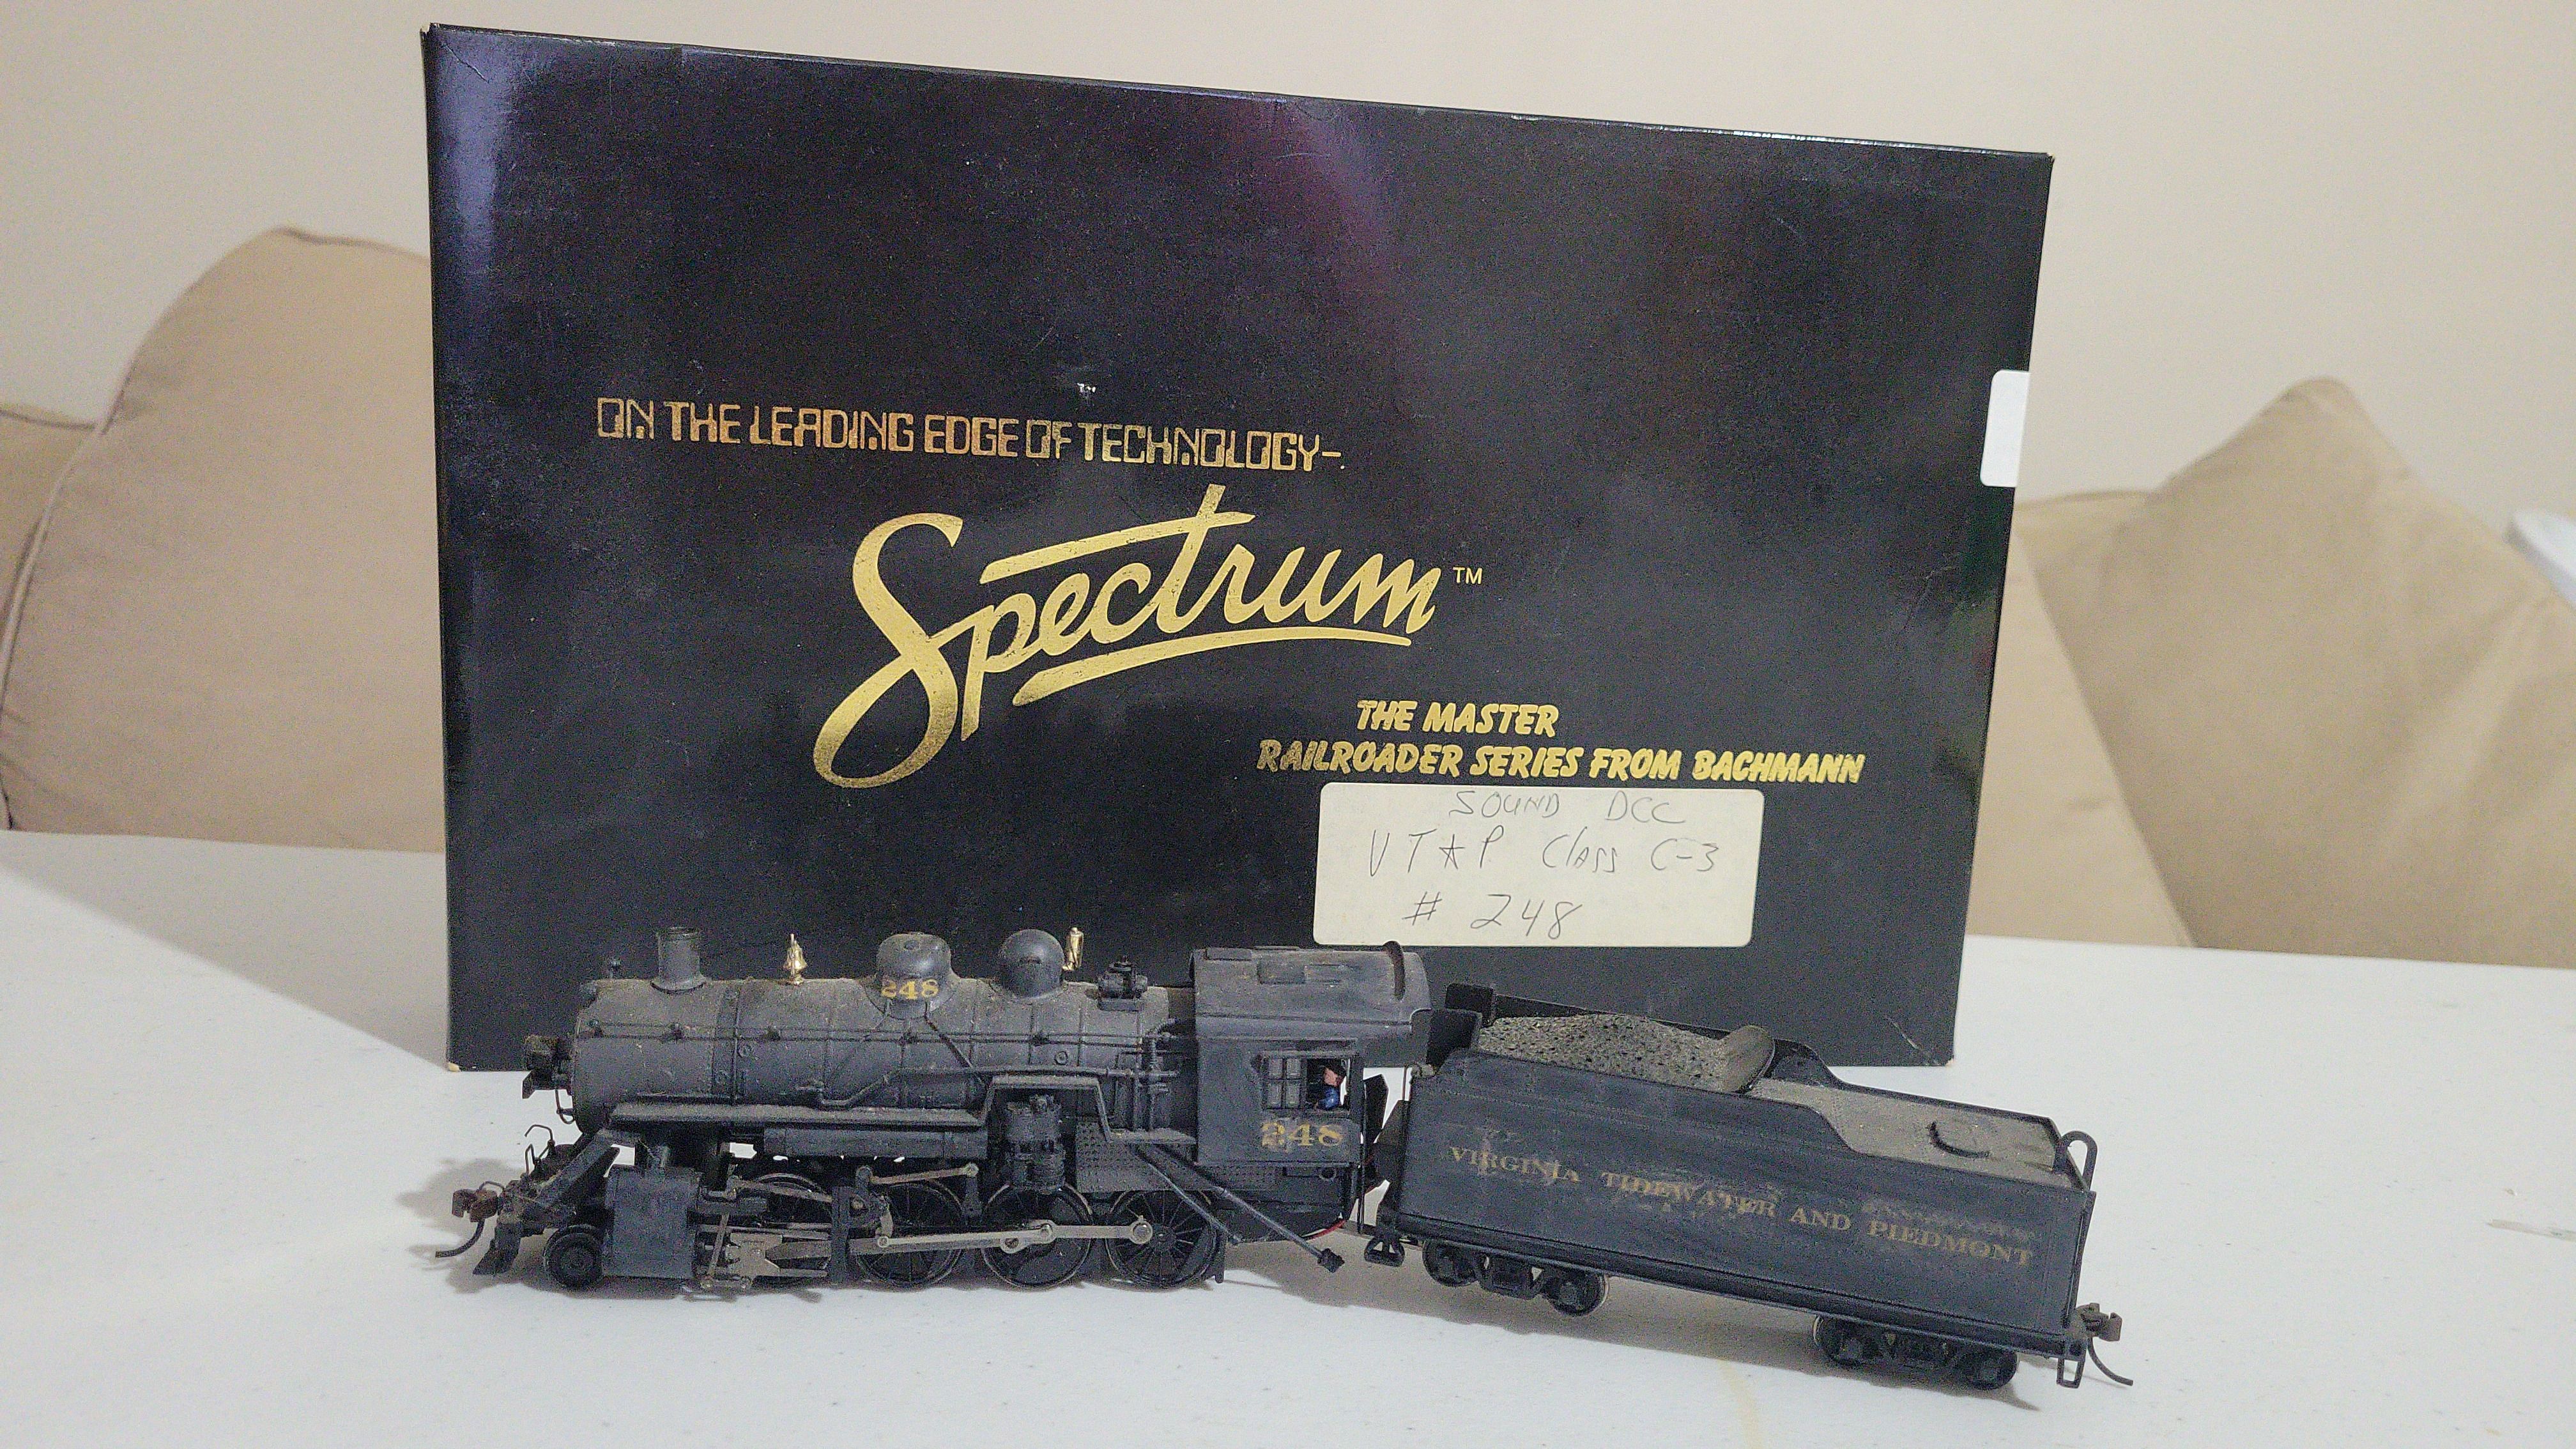 ON THE LEADING EDGE OF TECHNOLOGY-
Spectrum™
THE MASTER
RAILROADER SERIES FROM BACHMANN
SOUND DCC
VT★P Class C-3
# 248
248
248
VIRGINIA TIDEWATER AND PIEDMONT